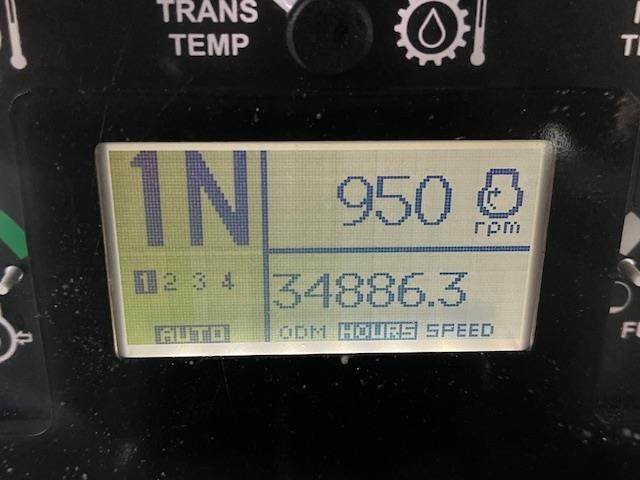 TRANS
TEMP
1N
950
rpm
1 2 3 4
34886.3
AUTO
ODM HOURS SPEED